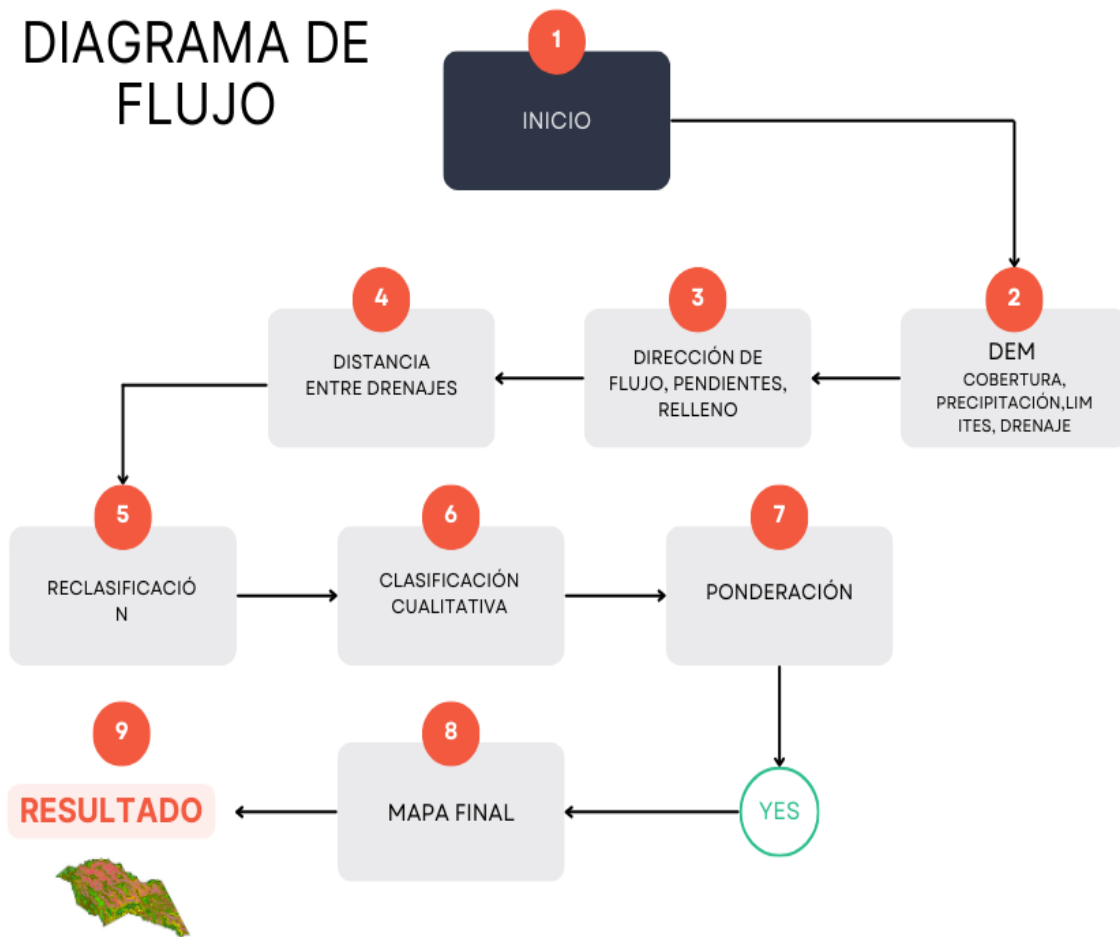 DIAGRAMA DE
FLUJO
1
INICIO
2
DEM
COBERTURA,
PRECIPITACIÓN,LIM
ITES, DRENAJE
3
DIRECCIÓN DE
FLUJO, PENDIENTES,
RELLENO
4
DISTANCIA
ENTRE DRENAJES
5
RECLASIFICACIÓ
N
6
CLASIFICACIÓN
CUALITATIVA
7
PONDERACIÓN
YES
8
MAPA FINAL
9
RESULTADO